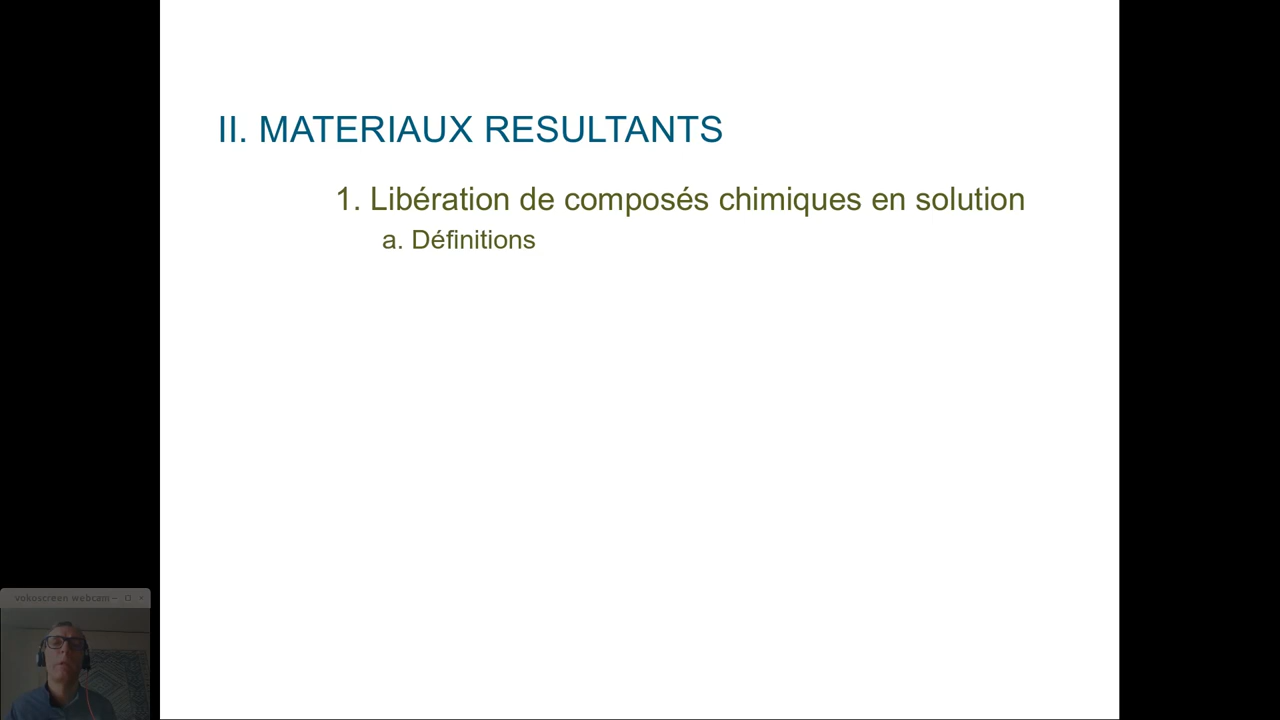 II. MATERIAUX RESULTANTS
1. Libération de composés chimiques en solution
a. Définitions
vokoscreen webcam